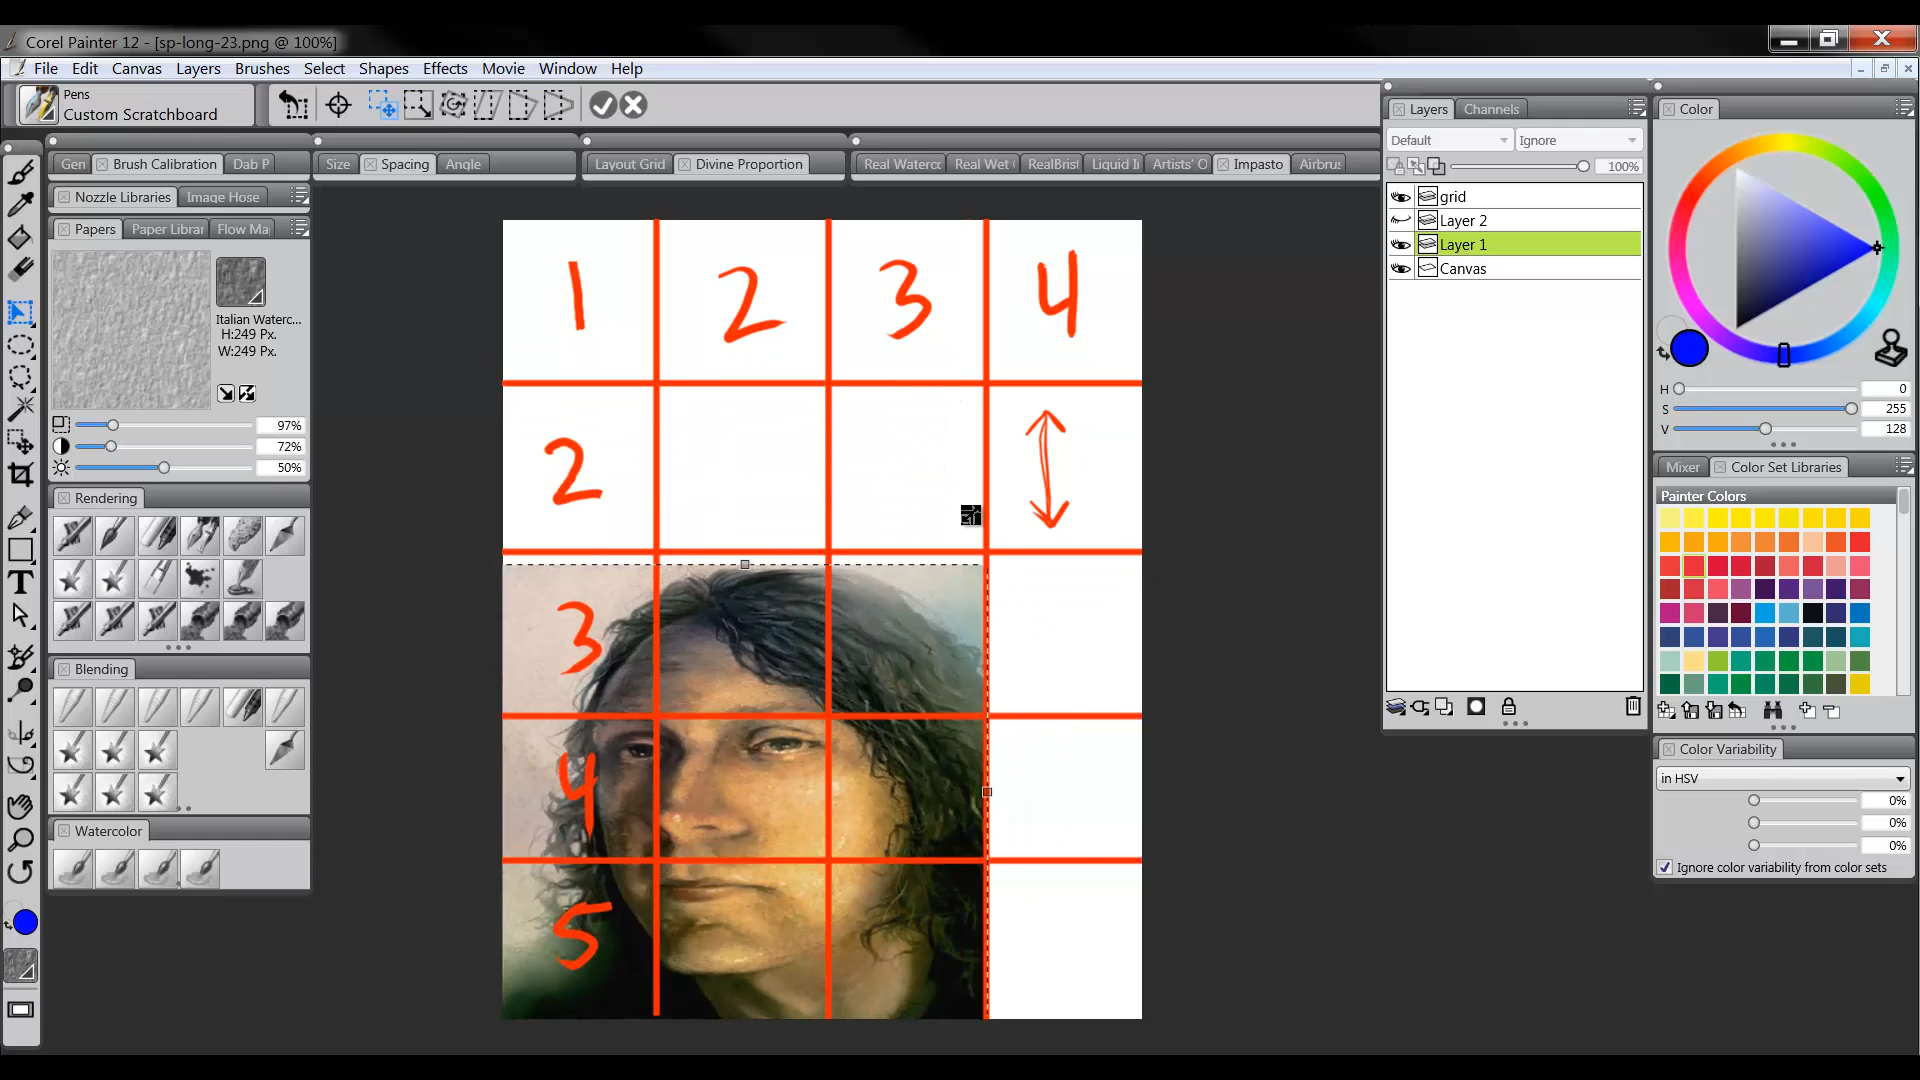 Corel Painter 12 - [sp-long-23.png @ 100%]
File Edit Canvas Layers Brushes Select Shapes Effects Movie Window Help
Pens
Custom Scratchboard
Gen Brush Calibration Dab P
Size Spacing Angle
Layout Grid Divine Proportion
Real Waterco Real Wet RealBrist Liquid I Artists' O Impasto Airbrus
Nozzle Libraries Image Hose
Papers Paper Librar Flow Ma
Italian Waterc...
H:249 Px.
W:249 Px.
97%
72%
50%
Rendering
Blending
Watercolor
T
1 2 3 4
2
3
4
5
Layers Channels
Default Ignore
100%
grid
Layer 2
Layer 1
Canvas
Color
H 0
S 255
V 128
Mixer Color Set Libraries
Painter Colors
Color Variability
in HSV
0%
0%
0%
Ignore color variability from color sets